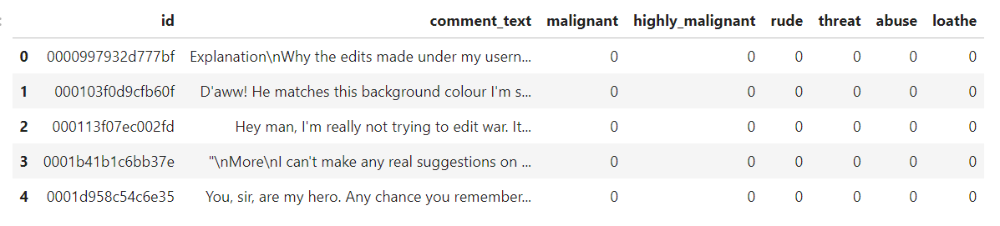 id comment_text malignant highly_malignant rude threat abuse loathe
0 0000997932d777bf Explanation\nWhy the edits made under my usern... 0 0 0 0 0 0
1 000103f0d9cfb60f D'aww! He matches this background colour I'm s... 0 0 0 0 0 0
2 000113f07ec002fd Hey man, I'm really not trying to edit war. It... 0 0 0 0 0 0
3 0001b41b1c6bb37e "\nMore\nI can't make any real suggestions on ... 0 0 0 0 0 0
4 0001d958c54c6e35 You, sir, are my hero. Any chance you remember... 0 0 0 0 0 0